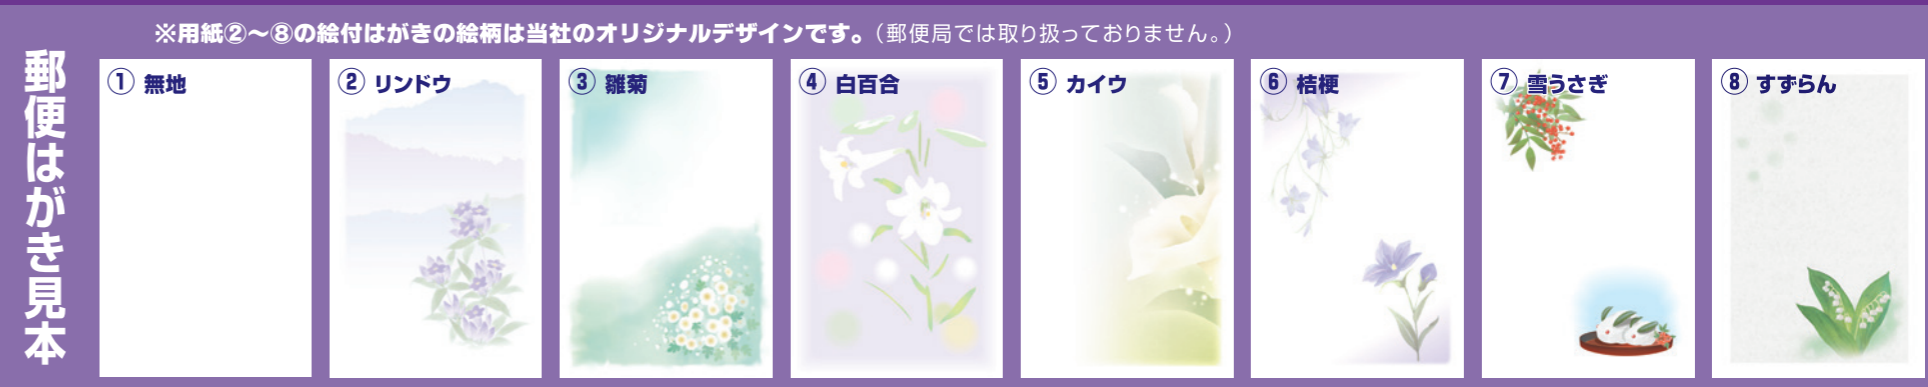 ※用紙②〜⑧の絵付はがきの絵柄は当社のオリジナルデザインです。（郵便局では取り扱っておりません。）
郵便はがき見本
① 無地
② リンドウ
③ 雛菊
④ 白百合
⑤ カイウ
⑥ 桔梗
⑦ 雪うさぎ
⑧ すずらん